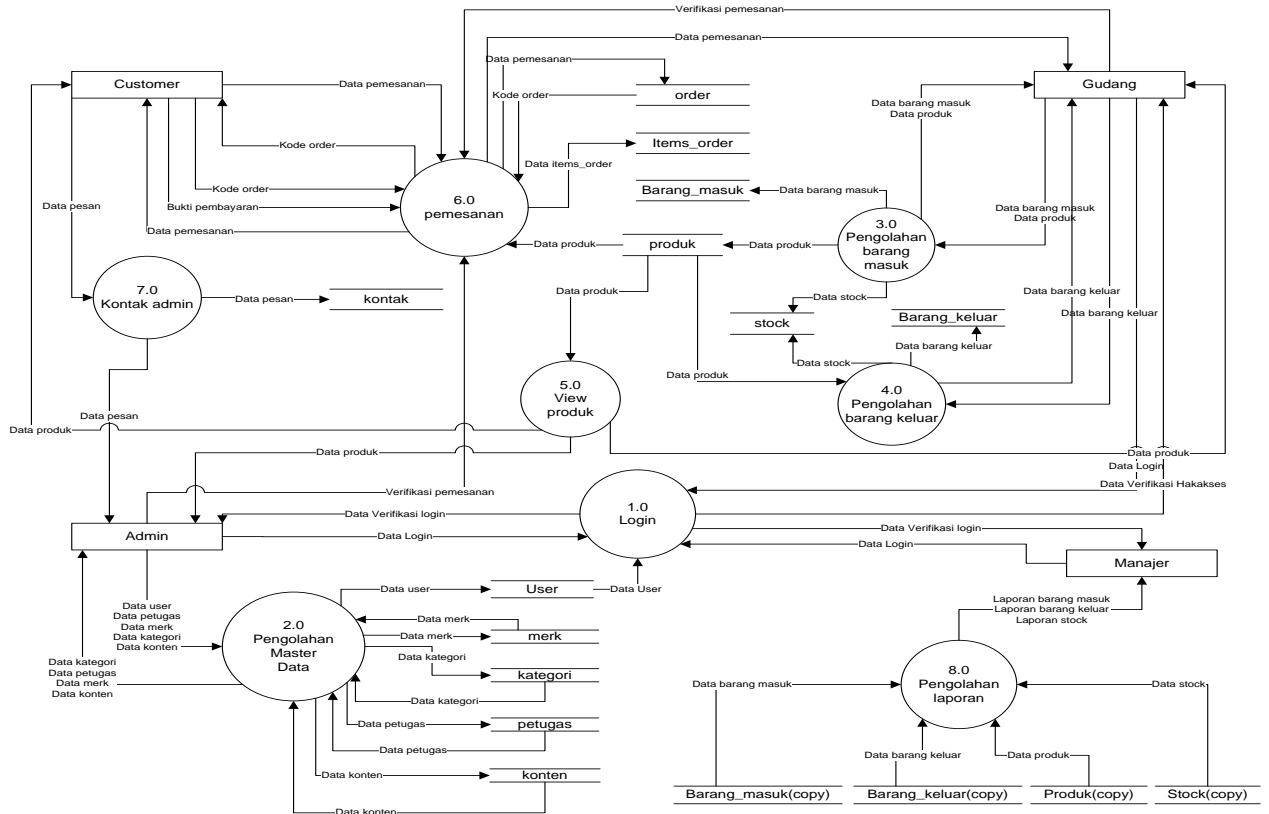 Verifikasi pemesanan
Data pemesanan
Data pemesanan
Customer
Data pemesanan
Kode order
order
Gudang
Data barang masuk
Data produk
Kode order
Items_order
Data items_order
Kode order
Bukti pembayaran
Data pemesanan
Data pesan
6.0
pemesanan
Barang_masuk
Data barang masuk
Data barang masuk
Data produk
3.0
Pengolahan
barang
masuk
Data produk
produk
Data produk
7.0
Kontak admin
Data pesan
kontak
Data produk
Data stock
stock
Barang_keluar
Data barang keluar
Data barang keluar
Data barang keluar
Data stock
Data produk
4.0
Pengolahan
barang keluar
5.0
View
produk
Data pesan
Data produk
Data produk
Data produk
Data Login
Data Verifikasi Hakakses
Verifikasi pemesanan
1.0
Login
Data Verifikasi login
Admin
Data Login
Data Verifikasi login
Data Login
Manajer
Data user
Data petugas
Data merk
Data kategori
Data konten
Data kategori
Data petugas
Data merk
Data konten
2.0
Pengolahan
Master
Data
Data user
User
Data User
Data merk
Data merk
merk
Data kategori
kategori
Data kategori
Data petugas
petugas
Data petugas
Data konten
konten
Data konten
Laporan barang masuk
Laporan barang keluar
Laporan stock
8.0
Pengolahan
laporan
Data barang masuk
Data stock
Data barang keluar
Data produk
Barang_masuk(copy)
Barang_keluar(copy)
Produk(copy)
Stock(copy)